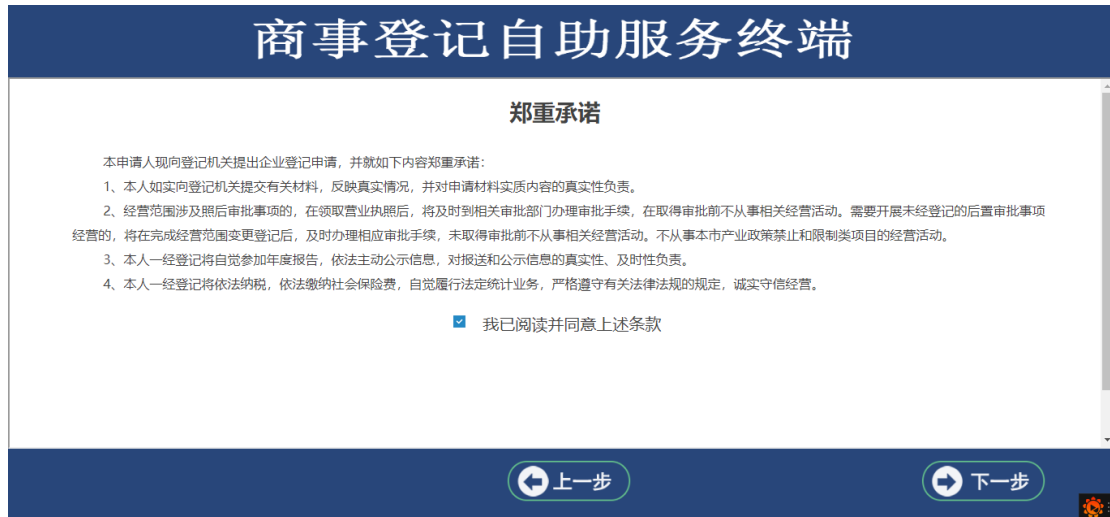 商事登记自助服务终端
郑重承诺
本申请人现向登记机关提出企业登记申请，并就如下内容郑重承诺：
1、本人如实向登记机关提交有关材料，反映真实情况，并对申请材料实质内容的真实性负责。
2、经营范围涉及照后审批事项的，在领取营业执照后，将及时到相关审批部门办理审批手续，在取得审批前不从事相关经营活动。需要开展未经登记的后置审批事项
经营的，将在完成经营范围变更登记后，及时办理相应审批手续，未取得审批前不从事相关经营活动。不从事本市产业政策禁止和限制类项目的经营活动。
3、本人一经登记将自觉参加年度报告，依法主动公示信息，对报送和公示信息的真实性、及时性负责。
4、本人一经登记将依法纳税，依法缴纳社会保险费，自觉履行法定统计业务，严格遵守有关法律法规的规定，诚实守信经营。
我已阅读并同意上述条款
上一步
下一步